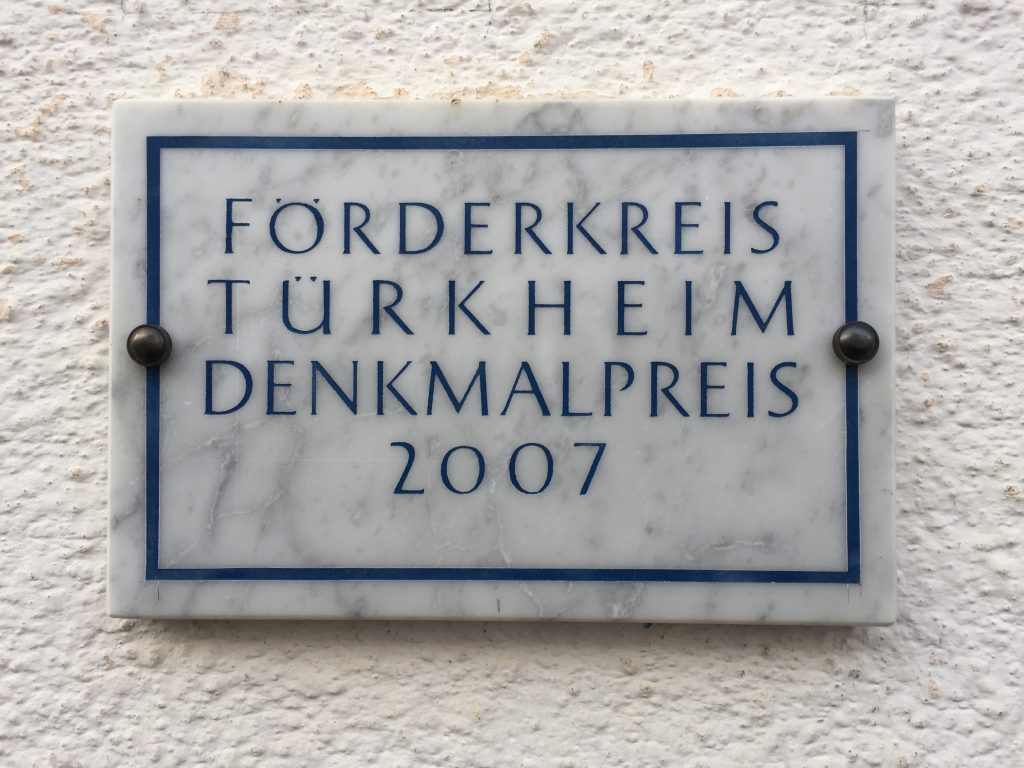 FÖRDERKREIS
TÜRKHEIM
DENKMALPREIS
2007